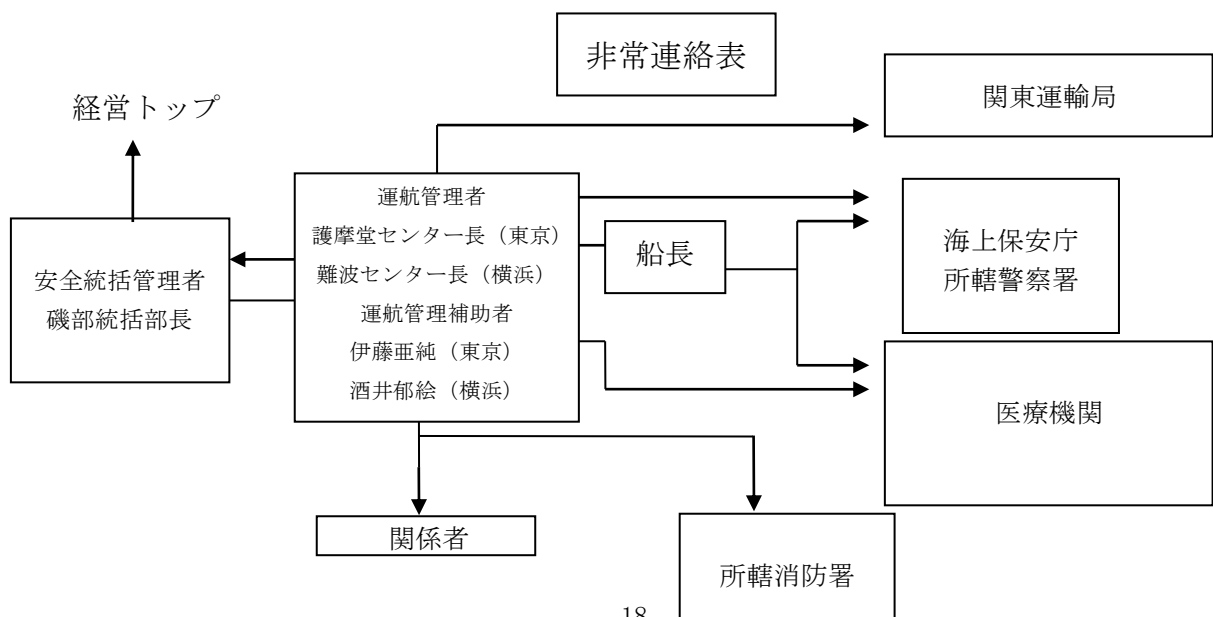 非常連絡表
関東運輸局
経営トップ
運航管理者
護摩堂センター長（東京）
難波センター長（横浜）
運航管理補助者
伊藤亜純（東京）
酒井郁絵（横浜）
安全統括管理者
磯部統括部長
船長
海上保安庁
所轄警察署
医療機関
関係者
所轄消防署
18